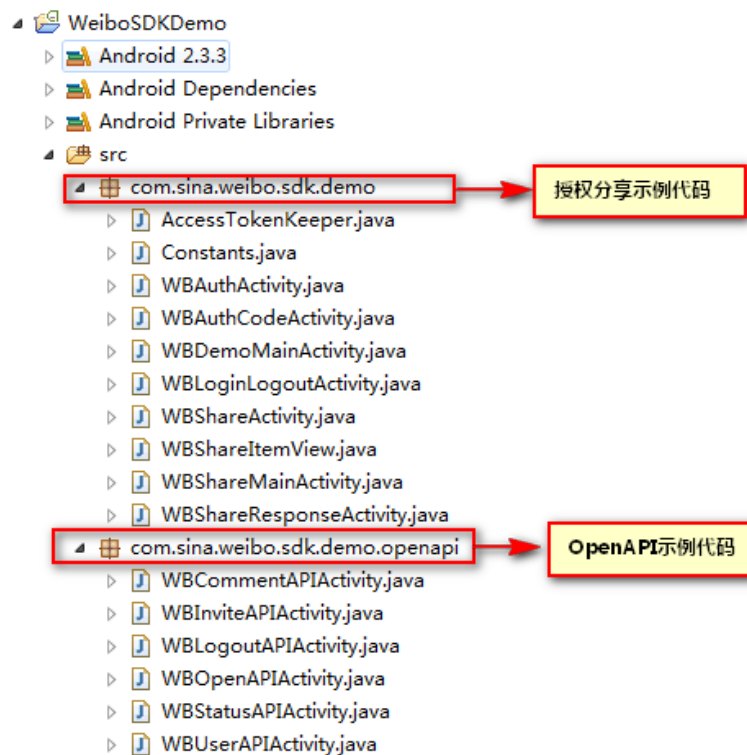 WeiboSDKDemo
Android 2.3.3
Android Dependencies
Android Private Libraries
src
com.sina.weibo.sdk.demo 授权分享示例代码
AccessTokenKeeper.java
Constants.java
WBAuthActivity.java
WBAuthCodeActivity.java
WBDemoMainActivity.java
WBLoginLogoutActivity.java
WBShareActivity.java
WBShareItemView.java
WBShareMainActivity.java
WBShareResponseActivity.java
com.sina.weibo.sdk.demo.openapi OpenAPI示例代码
WBCommentAPIActivity.java
WBInviteAPIActivity.java
WBLogoutAPIActivity.java
WBOpenAPIActivity.java
WBStatusAPIActivity.java
WBUserAPIActivity.java